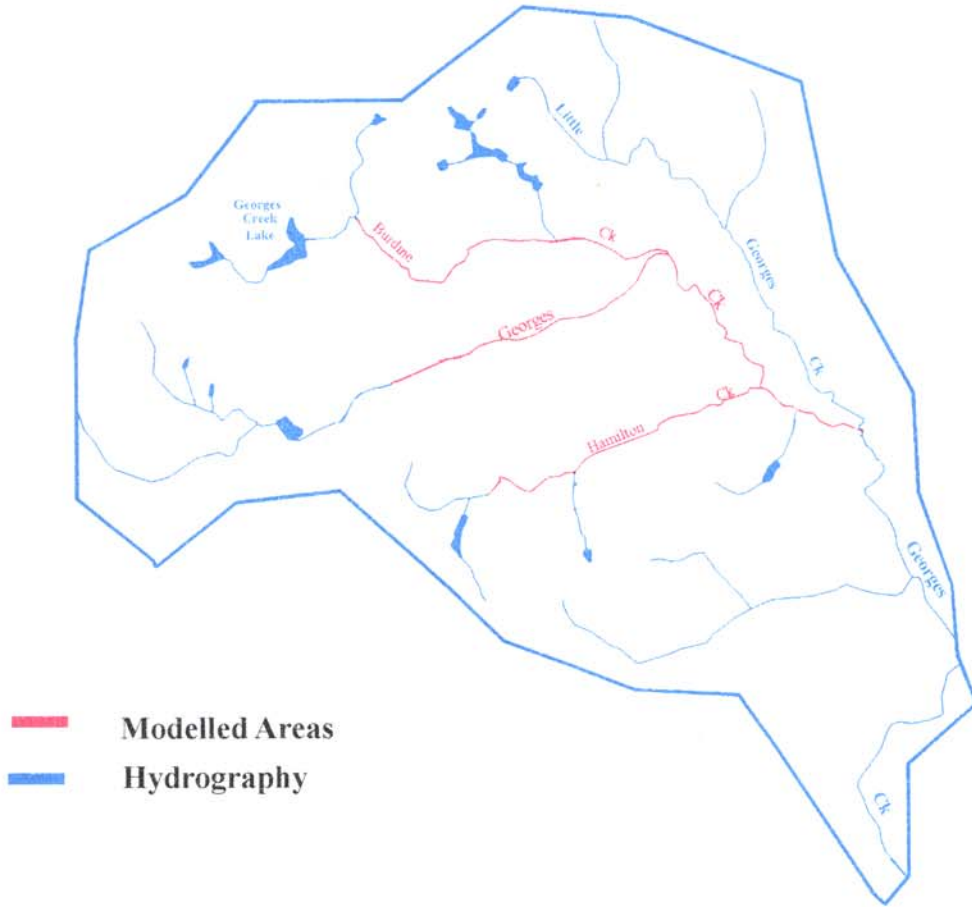 Little
Georges
Creek
Lake
Burdine
Ck
Georges
Georges
Ck
Ck
Ck
Hamilton
Georges
Modelled Areas
Hydrography
Ck